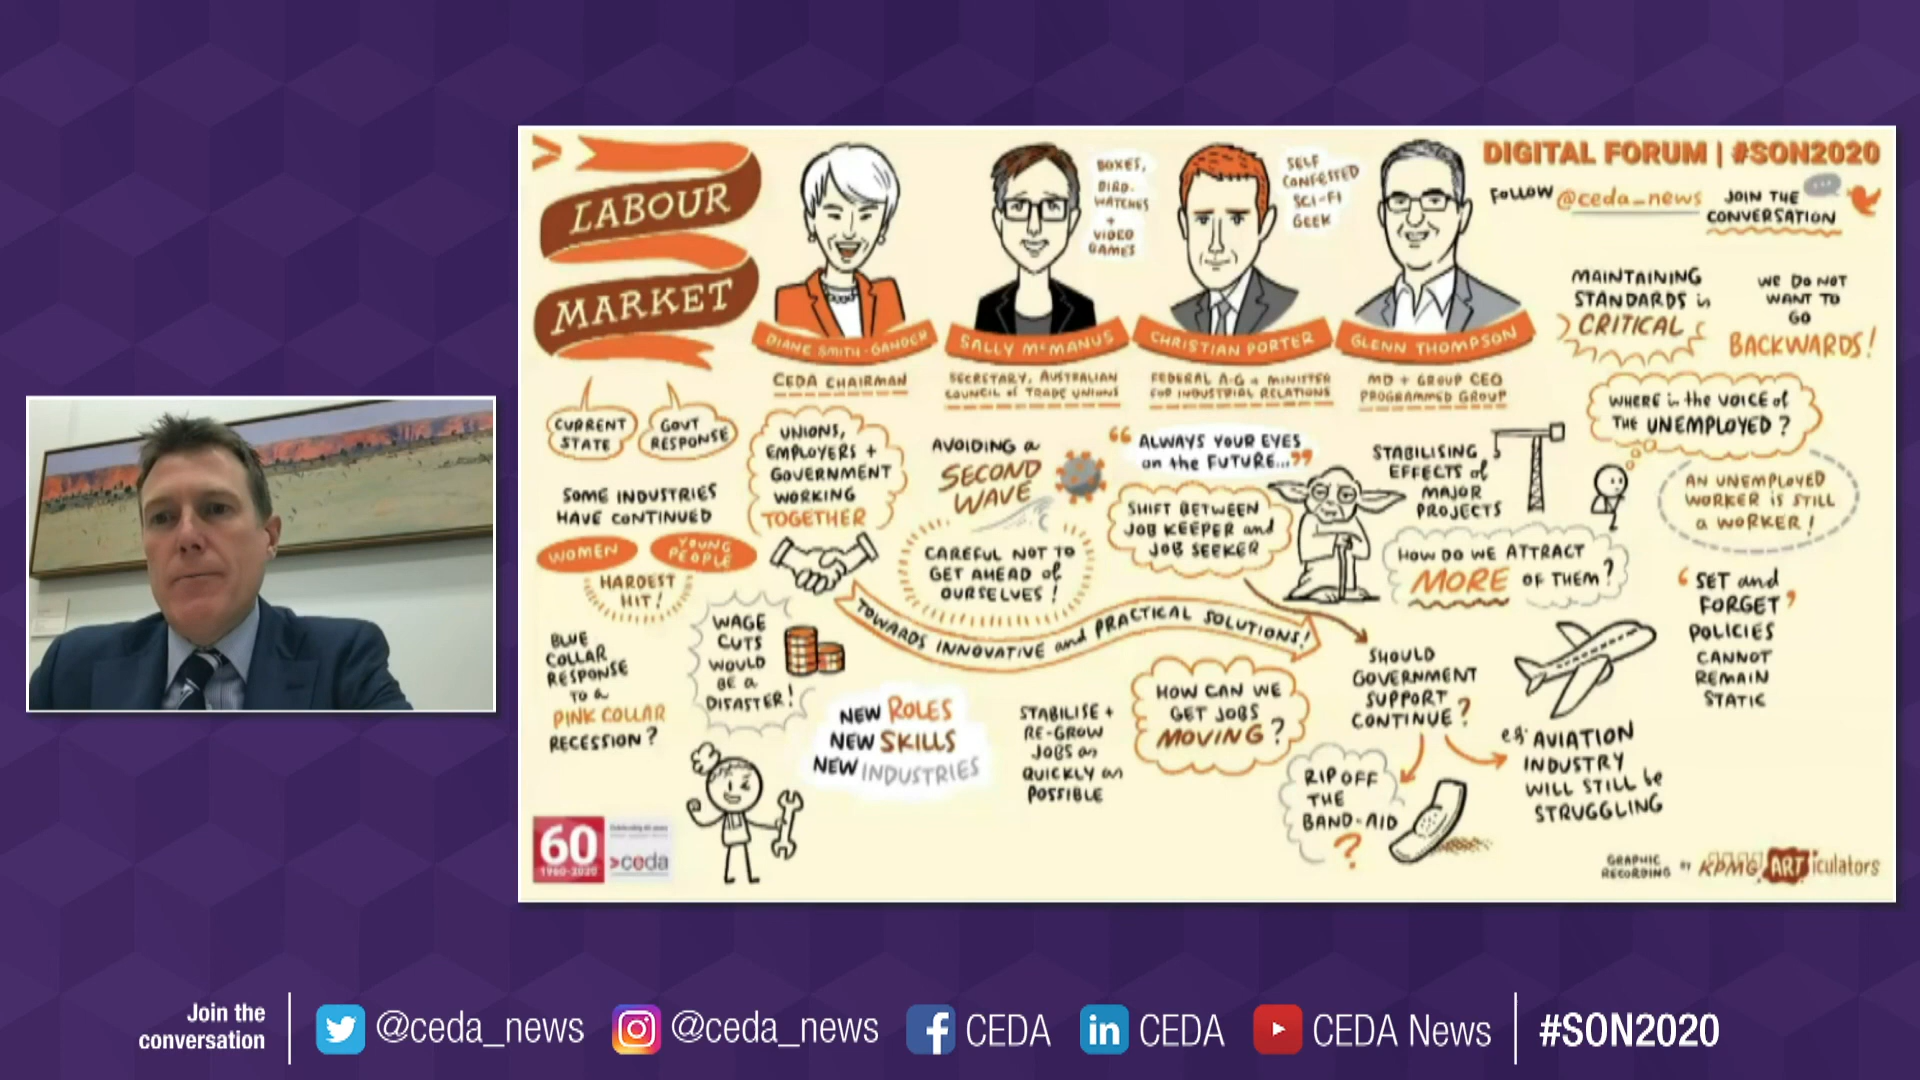 LABOUR
MARKET
DIANE SMITH-GANDER
CEDA CHAIRMAN
BOXES,
BIRD-
WATCHES
+
VIDEO
GAMES
SALLY McMANUS
SECRETARY, AUSTRALIAN
COUNCIL of TRADE UNIONS
SELF
CONFESSED
SCI-FI
GEEK
CHRISTIAN PORTER
FEDERAL A-G + MINISTER
FOR INDUSTRIAL RELATIONS
GLENN THOMPSON
MD + GROUP CEO
PROGRAMMED GROUP
DIGITAL FORUM | #SON2020
FOLLOW @ceda_news
JOIN THE
CONVERSATION
MAINTAINING
STANDARDS is
CRITICAL
WE DO NOT
WANT TO
GO
BACKWARDS!
CURRENT
STATE
GOVT
RESPONSE
SOME INDUSTRIES
HAVE CONTINUED
WOMEN
YOUNG
PEOPLE
HARDEST
HIT!
BLUE
COLLAR
RESPONSE
TO a
PINK COLLAR
RECESSION?
UNIONS,
EMPLOYERS +
GOVERNMENT
WORKING
TOGETHER
WAGE
CUTS
WOULD
BE a
DISASTER!
AVOIDING a
SECOND
WAVE
CAREFUL NOT TO
GET AHEAD of
OURSELVES!
TOWARDS INNOVATIVE and PRACTICAL SOLUTIONS!
NEW ROLES
NEW SKILLS
NEW INDUSTRIES
STABILISE +
RE-GROW
JOBS as
QUICKLY as
POSSIBLE
“ALWAYS YOUR EYES
on the FUTURE...”
SHIFT BETWEEN
JOB KEEPER and
JOB SEEKER
HOW CAN WE
GET JOBS
MOVING?
STABILISING
EFFECTS of
MAJOR
PROJECTS
HOW DO WE ATTRACT
MORE OF THEM?
SHOULD
GOVERNMENT
SUPPORT
CONTINUE?
RIP OFF
THE
BAND-AID
?
eg AVIATION
INDUSTRY
WILL STILL be
STRUGGLING
WHERE is the VOICE of
THE UNEMPLOYED?
AN UNEMPLOYED
WORKER IS STILL
a WORKER!
‘SET and
FORGET’
POLICIES
CANNOT
REMAIN
STATIC
60
1960-2020
>ceda
GRAPHIC
RECORDING BY KPMG ARTiculators
Join the
conversation
@ceda_news
@ceda_news
CEDA
CEDA
CEDA News
#SON2020